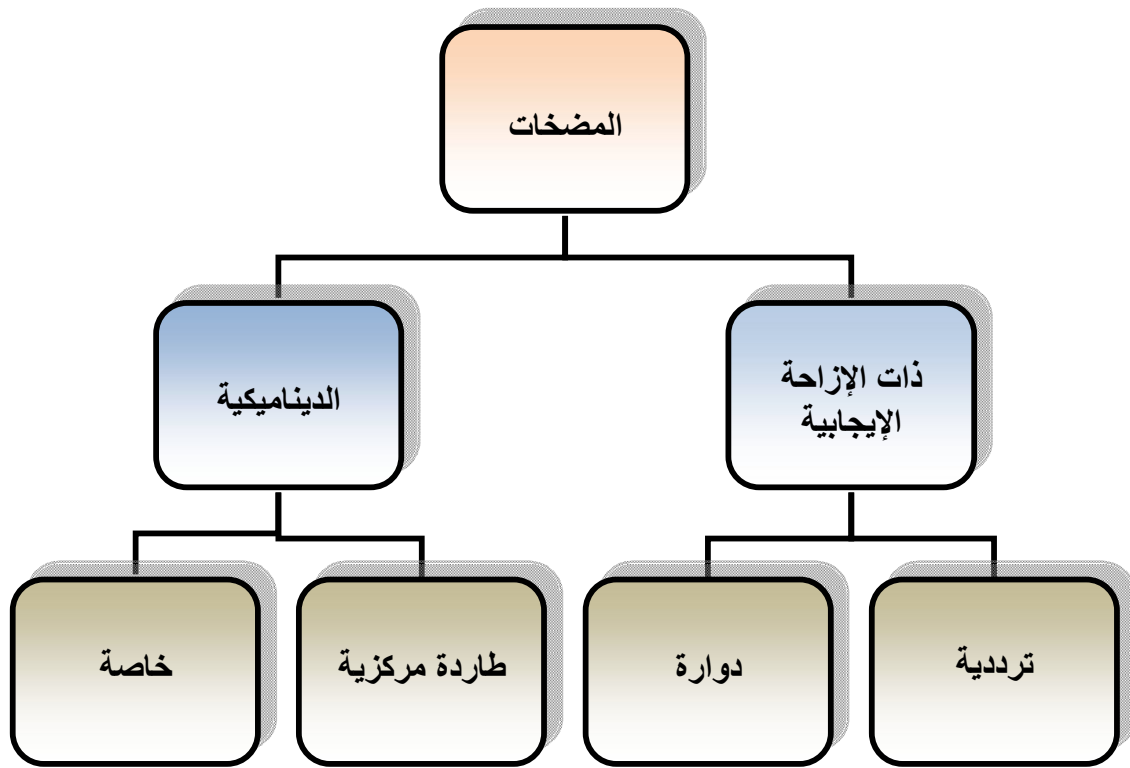 المضخات
ذات الإزاحة
الإيجابية
الديناميكية
ترددية
دوارة
طاردة مركزية
خاصة